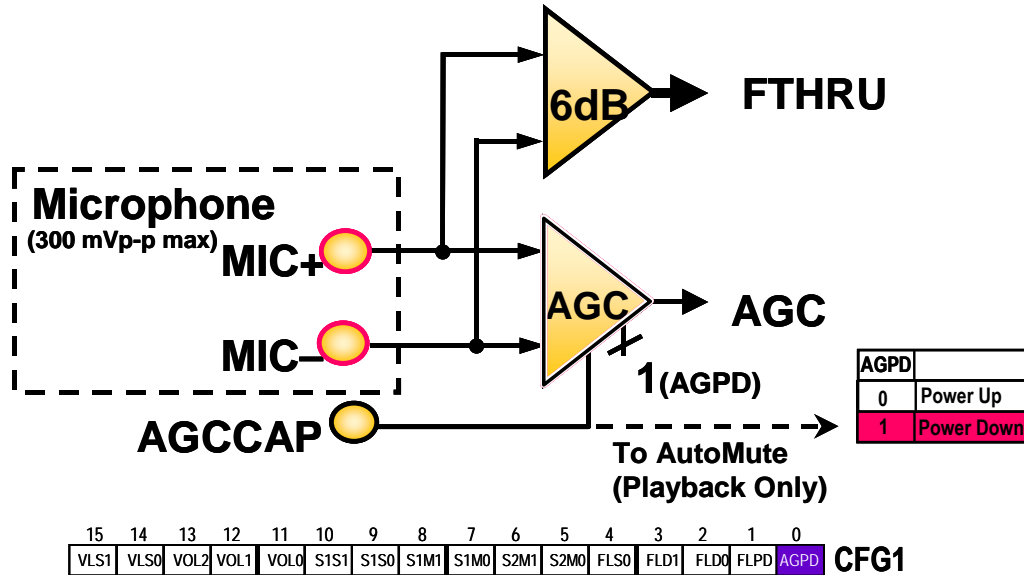 6dB
FTHRU
Microphone
(300 mVp-p max)
MIC+
AGC
AGC
MIC–
1(AGPD)
AGPD
0 Power Up
1 Power Down
AGCCAP
To AutoMute
(Playback Only)
15 14 13 12 11 10 9 8 7 6 5 4 3 2 1 0
VLS1 VLS0 VOL2 VOL1 VOL0 S1S1 S1S0 S1M1 S1M0 S2M1 S2M0 FLS0 FLD1 FLD0 FLPD AGPD CFG1